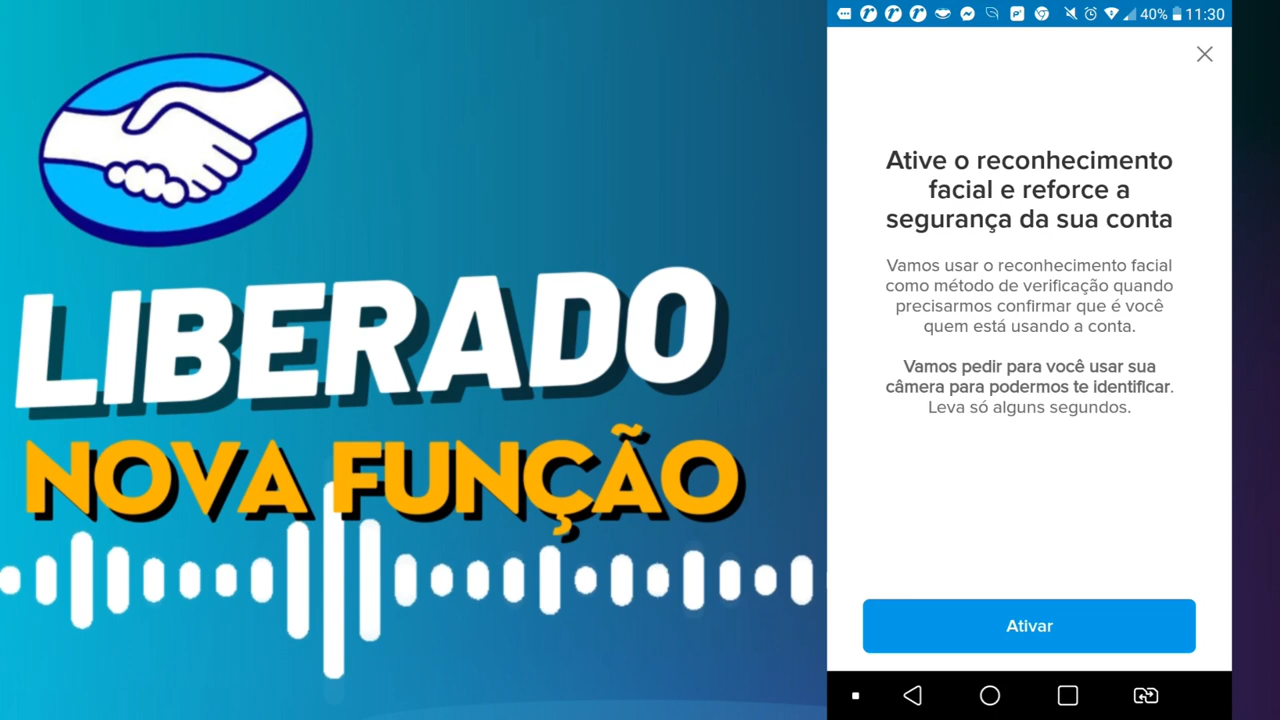 LIBERADO
NOVA FUNÇÃO
40% 11:30
Ative o reconhecimento
facial e reforce a
segurança da sua conta
Vamos usar o reconhecimento facial
como método de verificação quando
precisarmos confirmar que é você
quem está usando a conta.
Vamos pedir para você usar sua
câmera para podermos te identificar.
Leva só alguns segundos.
Ativar